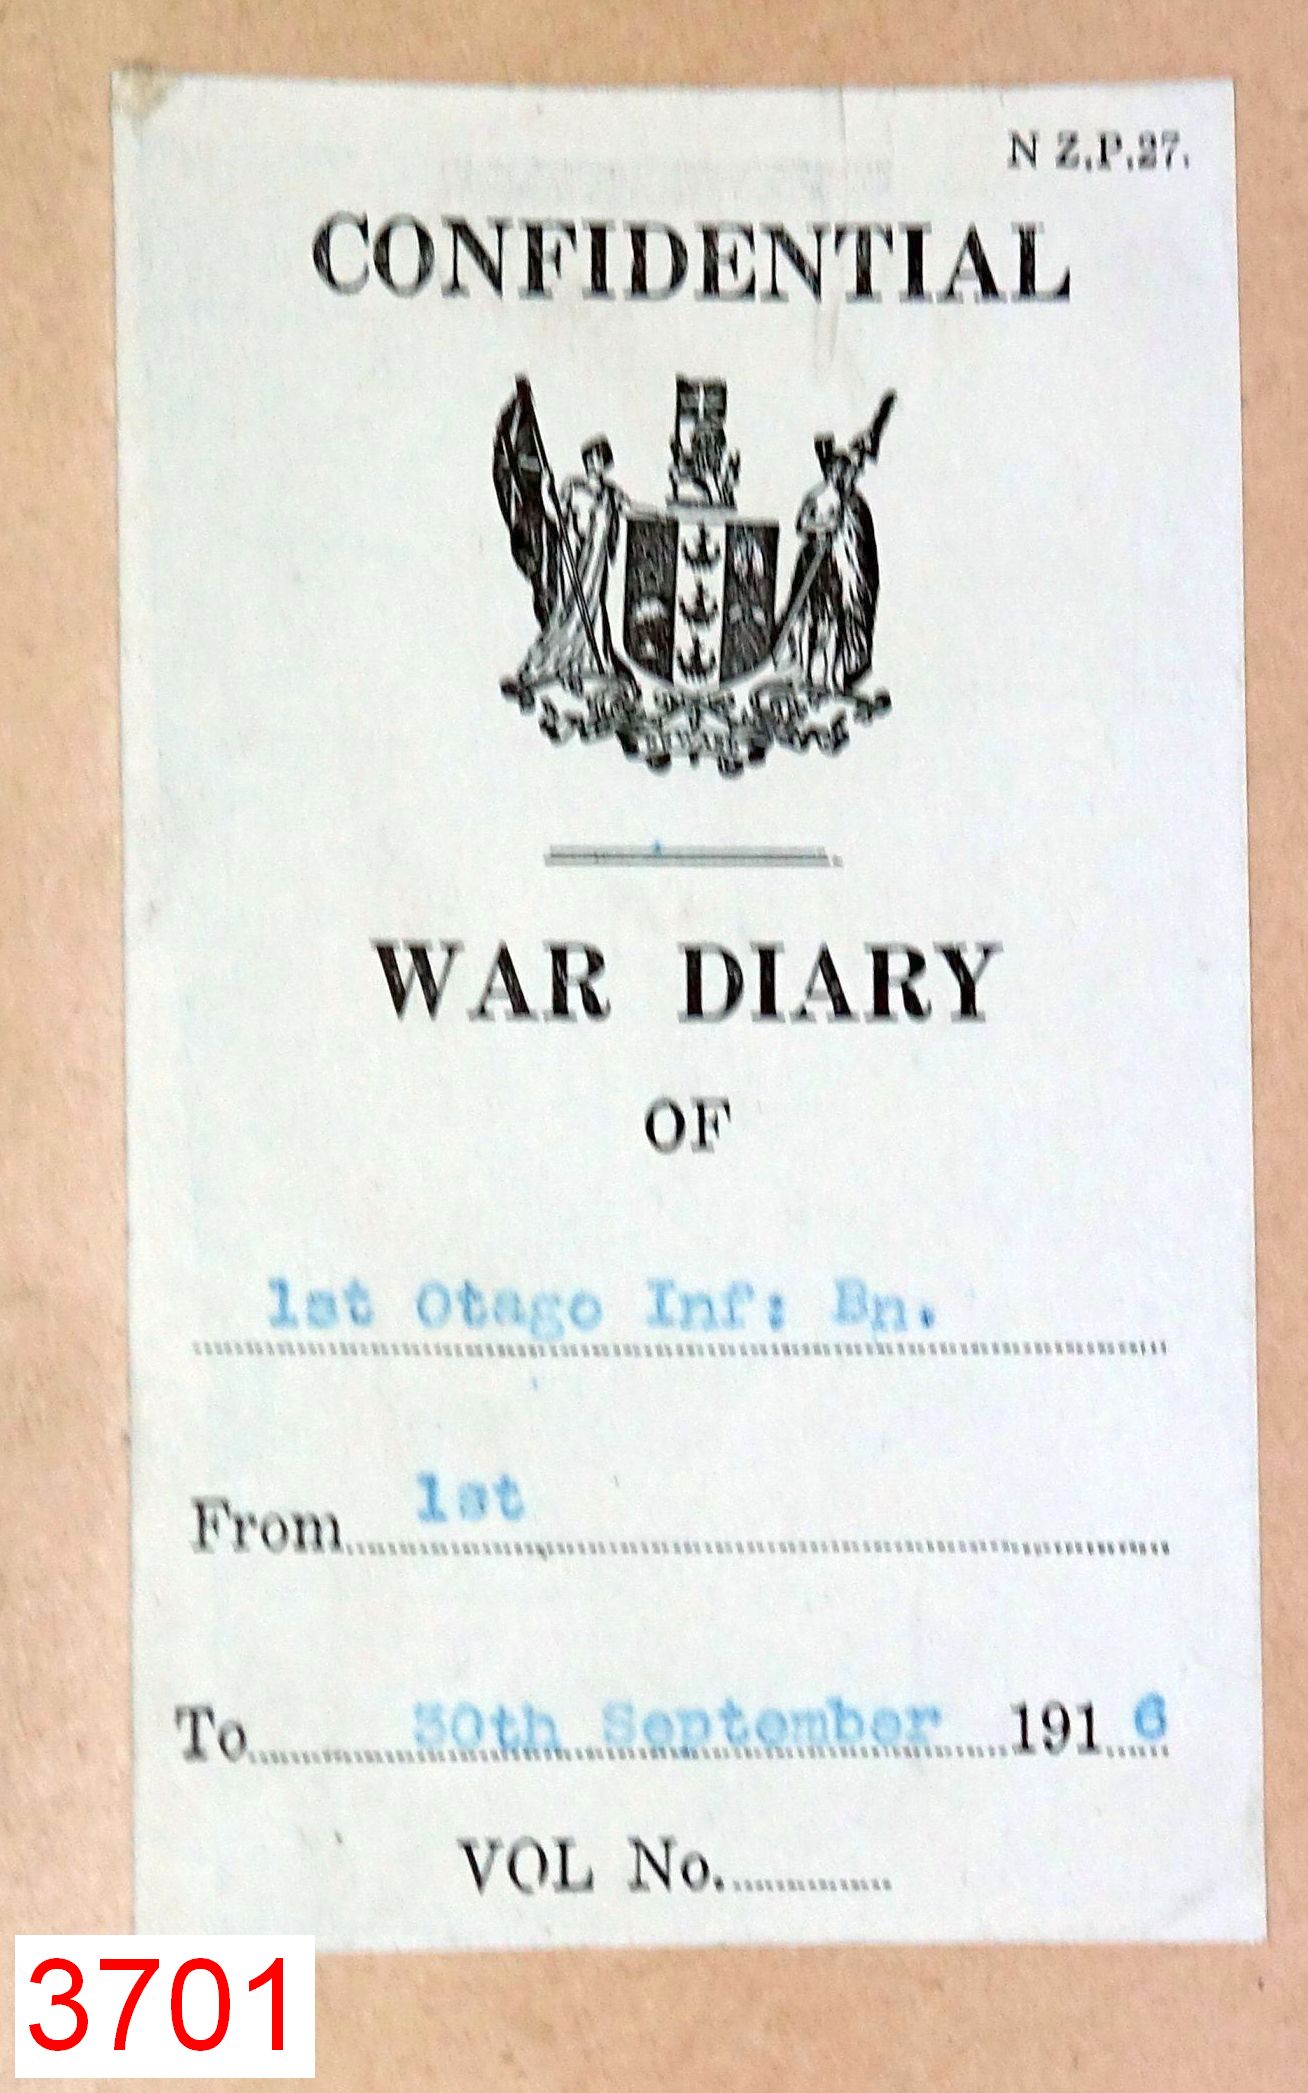 N Z.P.27.
CONFIDENTIAL
WAR DIARY
OF
1st Otago Inf: Bn.
From 1st
To 30th September 1916
VOL No.
3701